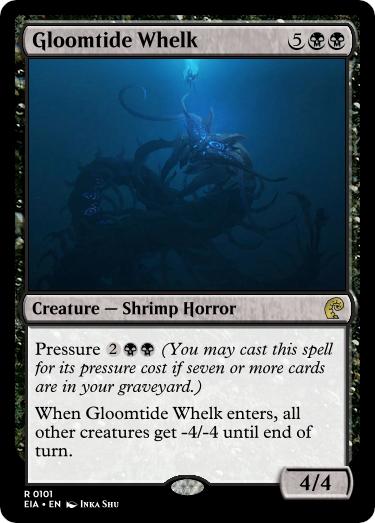 Gloomtide Whelk 5
Creature — Shrimp Horror
Pressure 2 (You may cast this spell
for its pressure cost if seven or more cards
are in your graveyard.)
When Gloomtide Whelk enters, all
other creatures get -4/-4 until end of
turn.
4/4
R 0101
EIA • EN Inka Shu